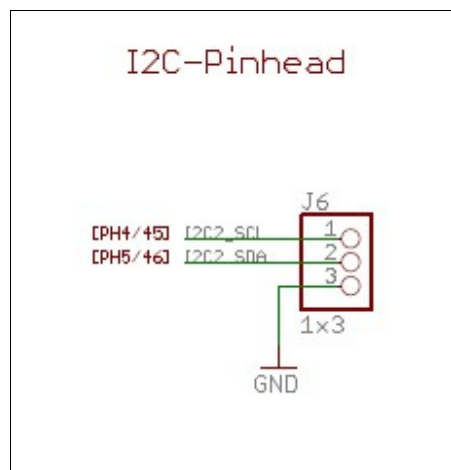 I2C-Pinhead
J6
[PH4/45] I2C2_SCL 1
[PH5/46] I2C2_SDA 2
3
1x3
GND